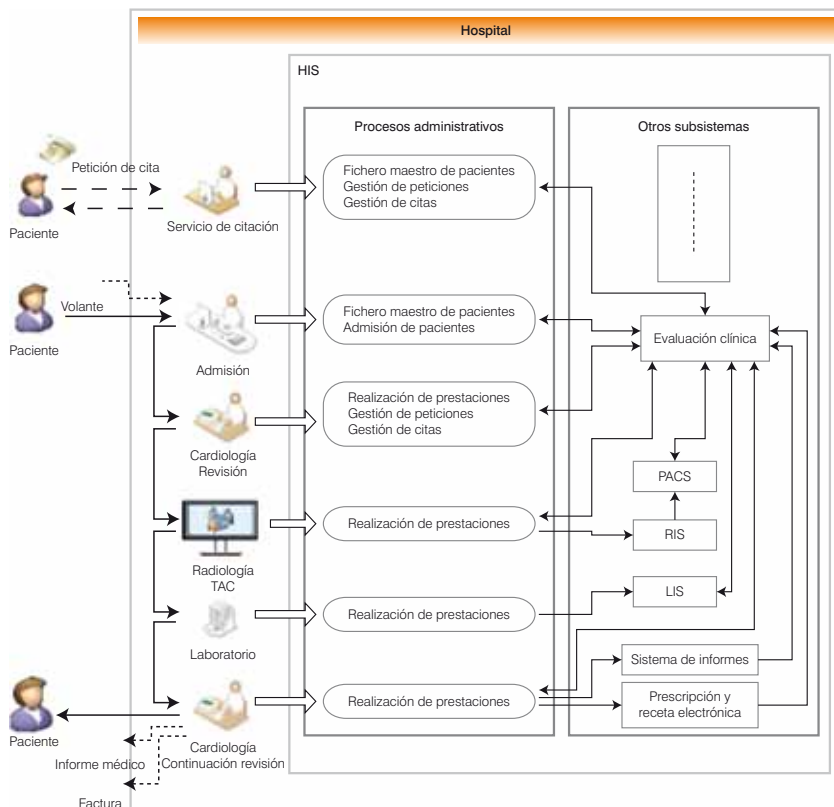 Hospital
HIS
Procesos administrativos
Otros subsistemas
Petición de cita
Paciente
Servicio de citación
Fichero maestro de pacientes
Gestión de peticiones
Gestión de citas
Volante
Paciente
Admisión
Fichero maestro de pacientes
Admisión de pacientes
Evaluación clínica
Cardiología
Revisión
Realización de prestaciones
Gestión de peticiones
Gestión de citas
PACS
Radiología
TAC
Realización de prestaciones
RIS
Laboratorio
Realización de prestaciones
LIS
Sistema de informes
Paciente
Cardiología
Continuación revisión
Realización de prestaciones
Prescripción y
receta electrónica
Informe médico
Factura